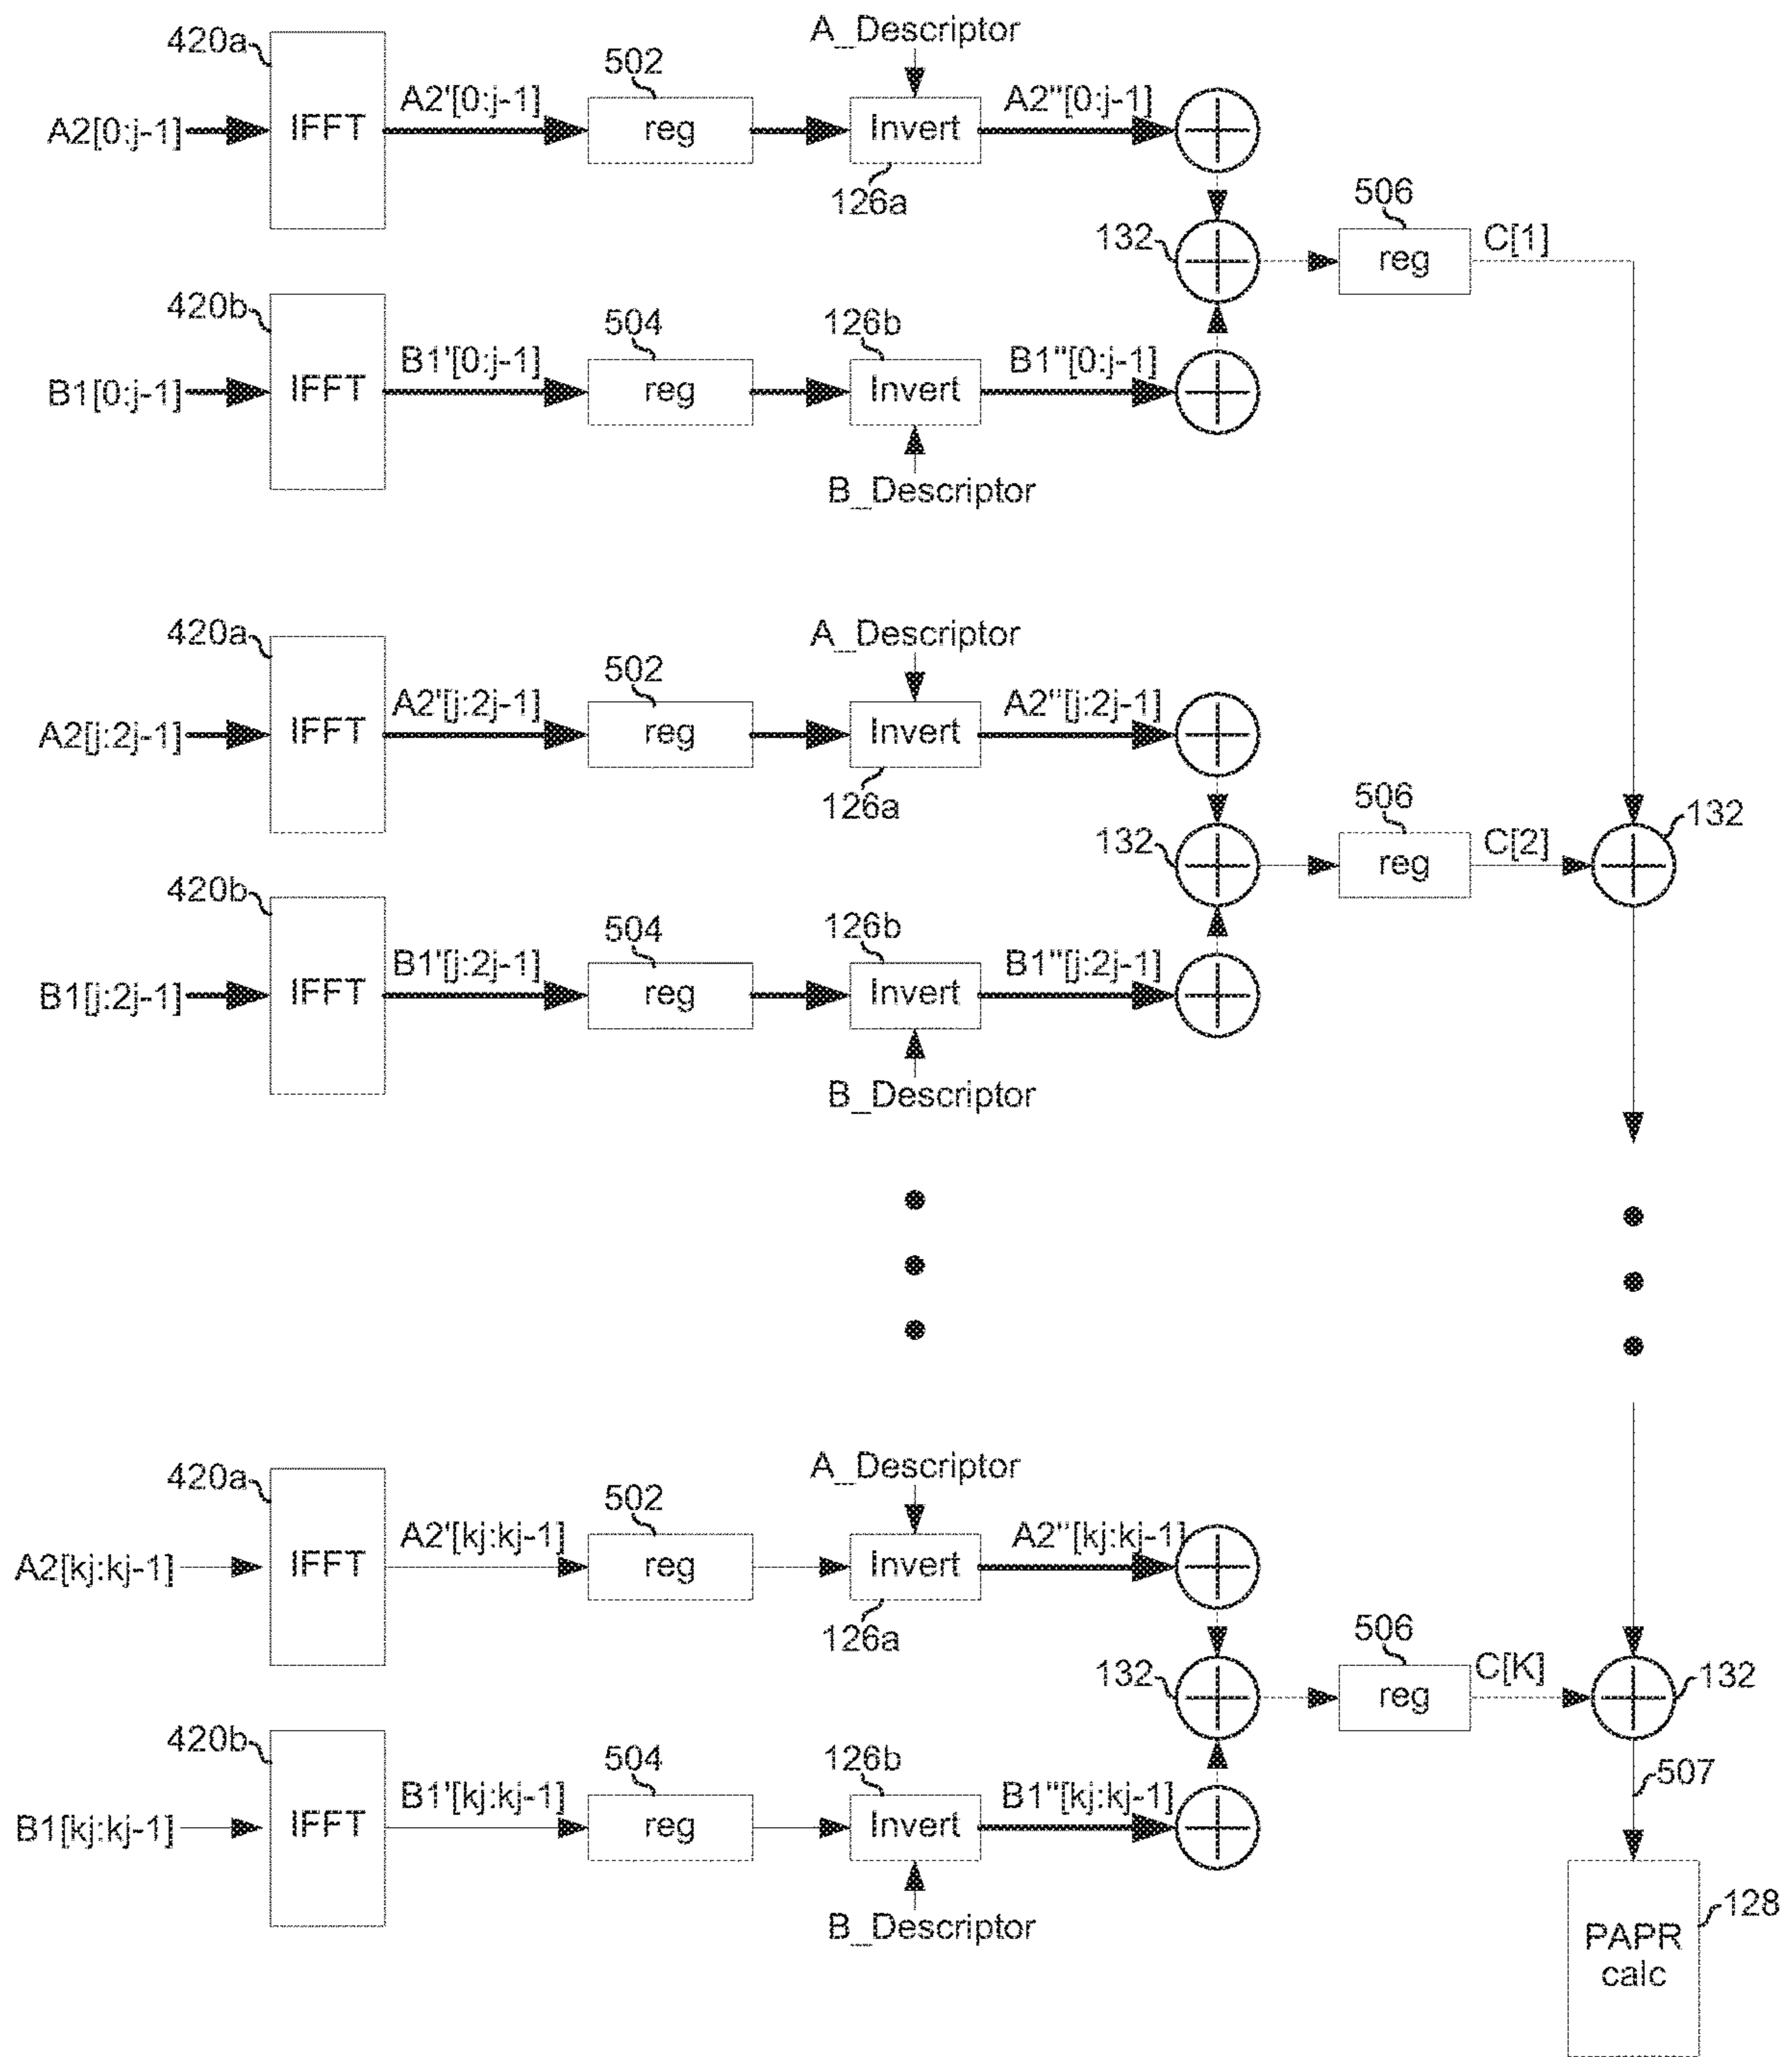 420a
A_Descriptor
502
A2[0:j-1]
IFFT
A2'[0:j-1]
reg
Invert
A2"[0:j-1]
126a
506
132
reg
C[1]
420b
504
126b
B1[0:j-1]
IFFT
B1'[0:j-1]
reg
Invert
B1"[0:j-1]
B_Descriptor
420a
A_Descriptor
502
A2[j:2j-1]
IFFT
A2'[j:2j-1]
reg
Invert
A2"[j:2j-1]
126a
506
132
reg
C[2]
132
420b
504
126b
B1[j:2j-1]
IFFT
B1'[j:2j-1]
reg
Invert
B1"[j:2j-1]
B_Descriptor
420a
A_Descriptor
502
A2[kj:kj-1]
IFFT
A2'[kj:kj-1]
reg
Invert
A2"[kj:kj-1]
126a
506
132
reg
C[K]
132
420b
504
126b
507
B1[kj:kj-1]
IFFT
B1'[kj:kj-1]
reg
Invert
B1"[kj:kj-1]
B_Descriptor
128
PAPR
calc